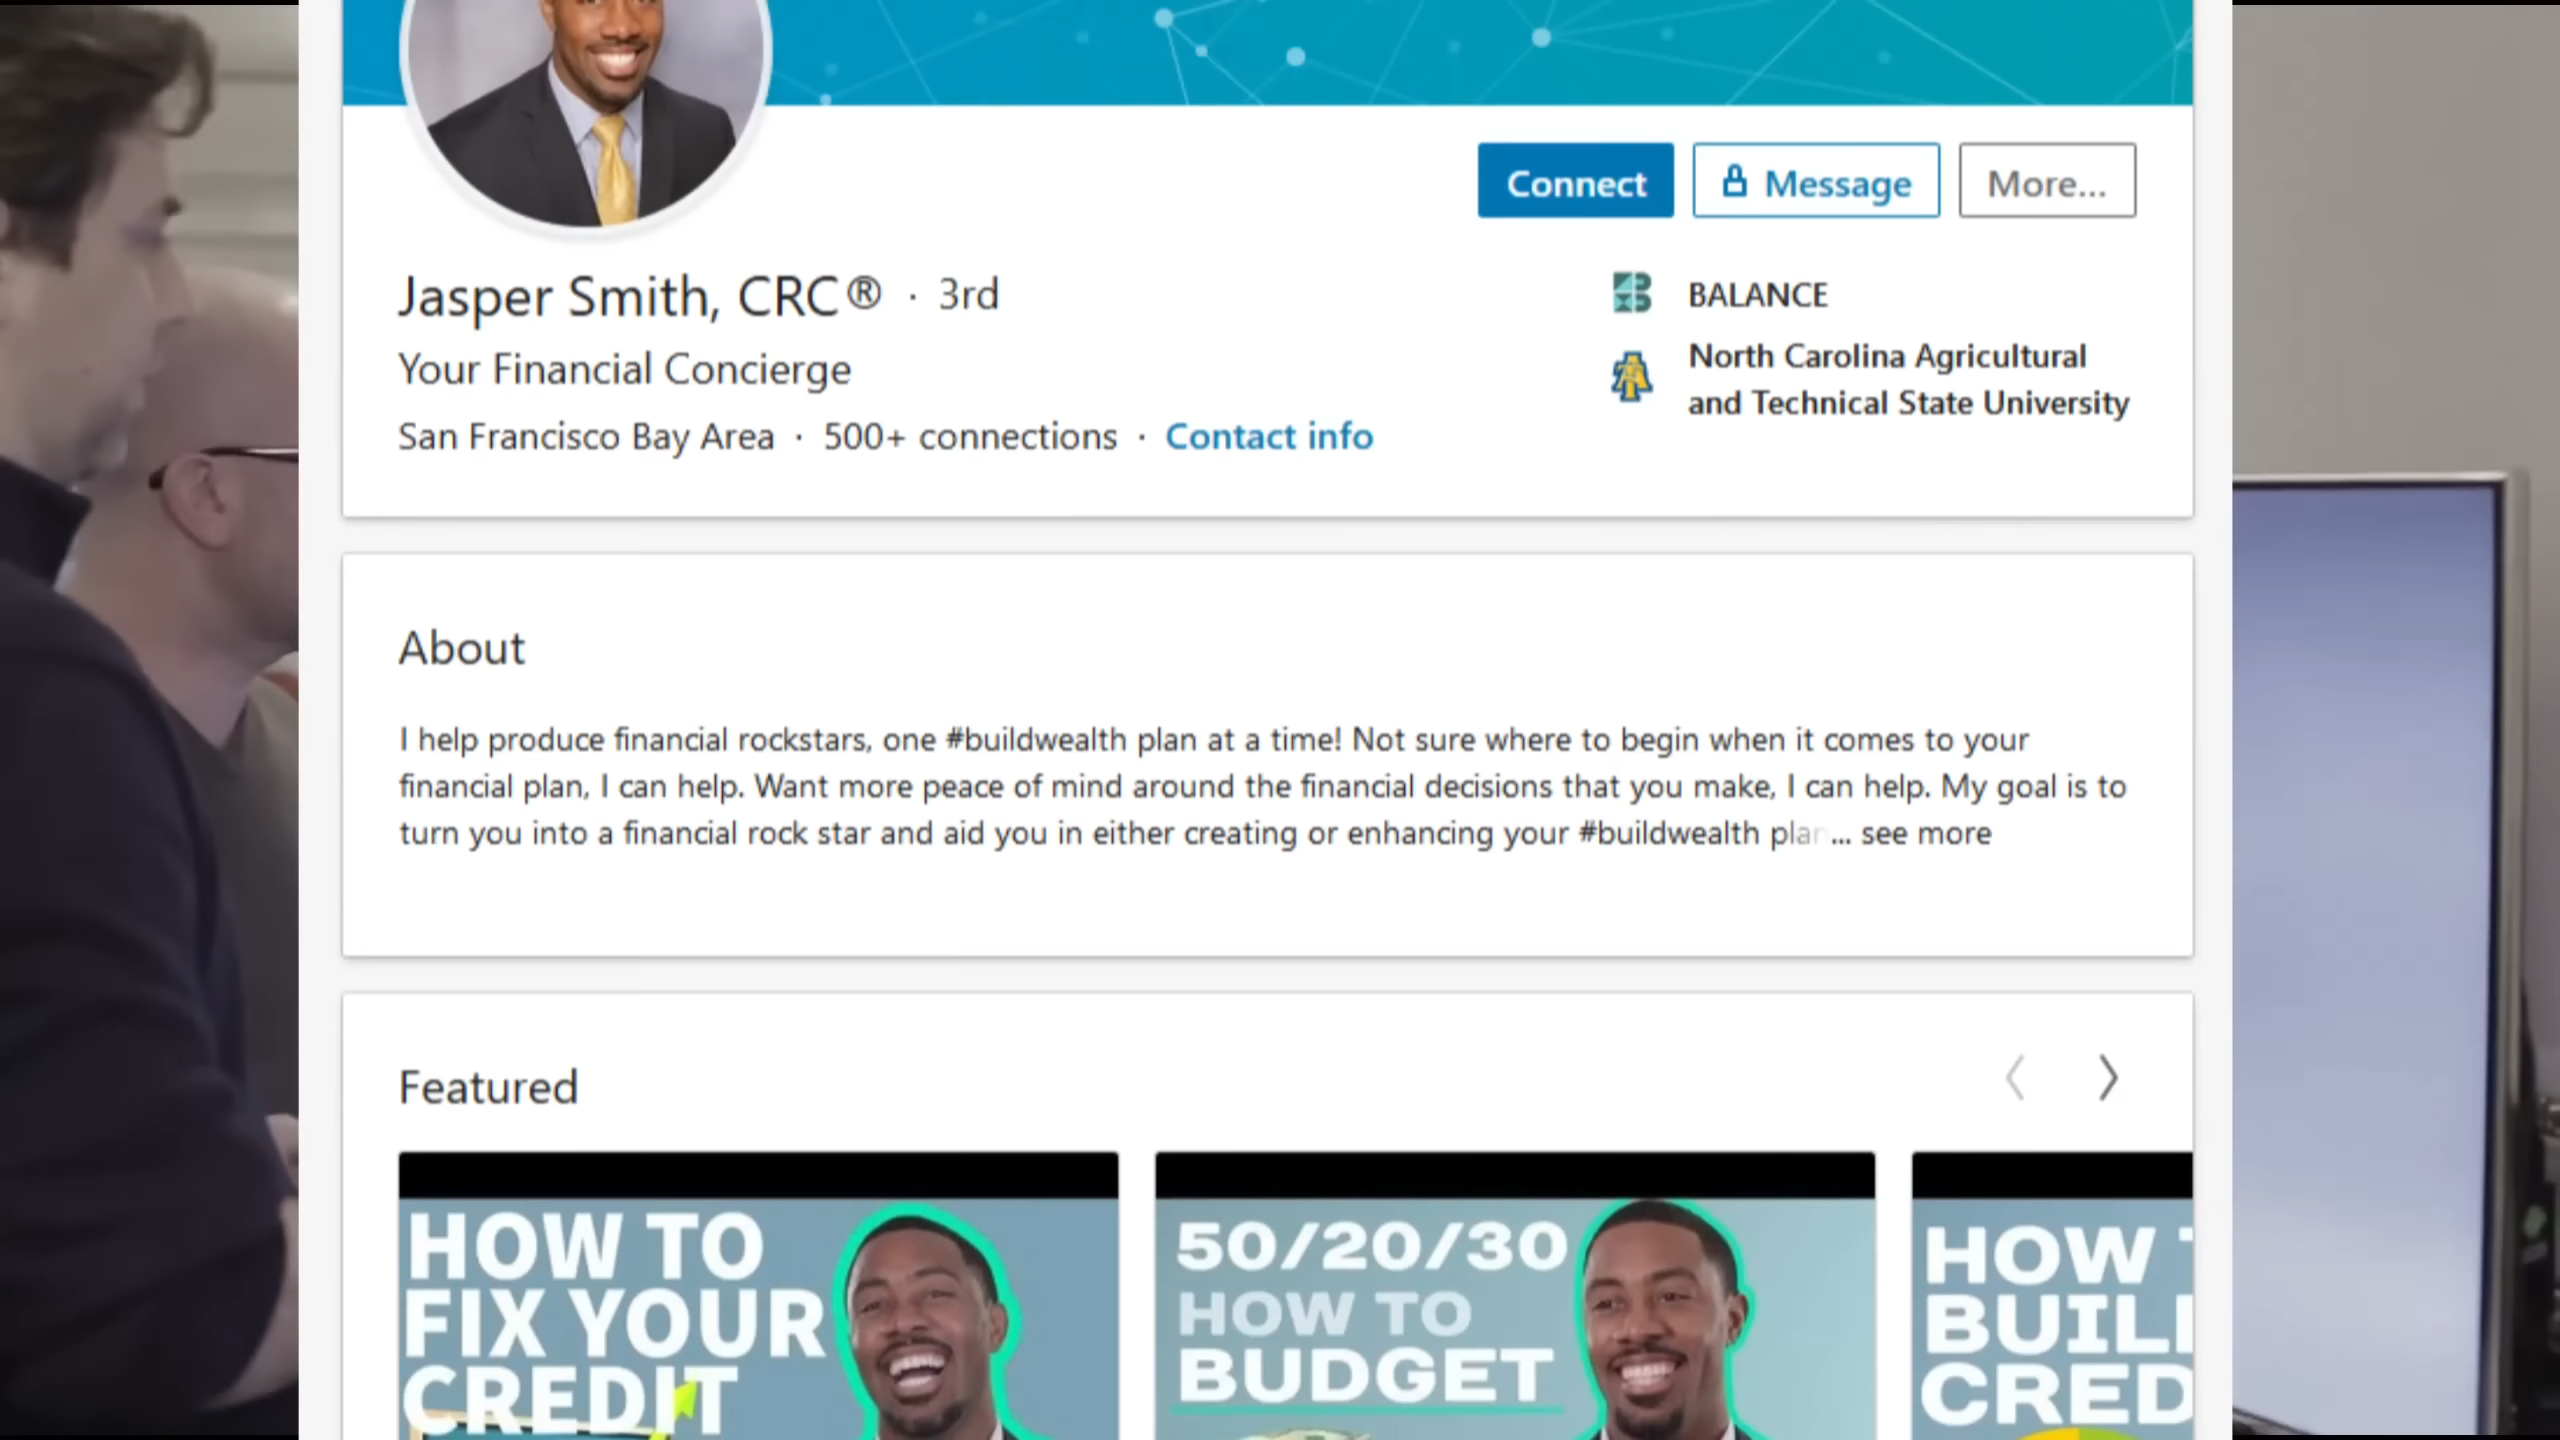 Connect
Message
More...
Jasper Smith, CRC® · 3rd
Your Financial Concierge
San Francisco Bay Area · 500+ connections · Contact info
BALANCE
North Carolina Agricultural
and Technical State University
About
I help produce financial rockstars, one #buildwealth plan at a time! Not sure where to begin when it comes to your
financial plan, I can help. Want more peace of mind around the financial decisions that you make, I can help. My goal is to
turn you into a financial rock star and aid you in either creating or enhancing your #buildwealth plan... see more
Featured
HOW TO
FIX YOUR
CREDIT
50/20/30
HOW TO
BUDGET
HOW
BUIL
CRED